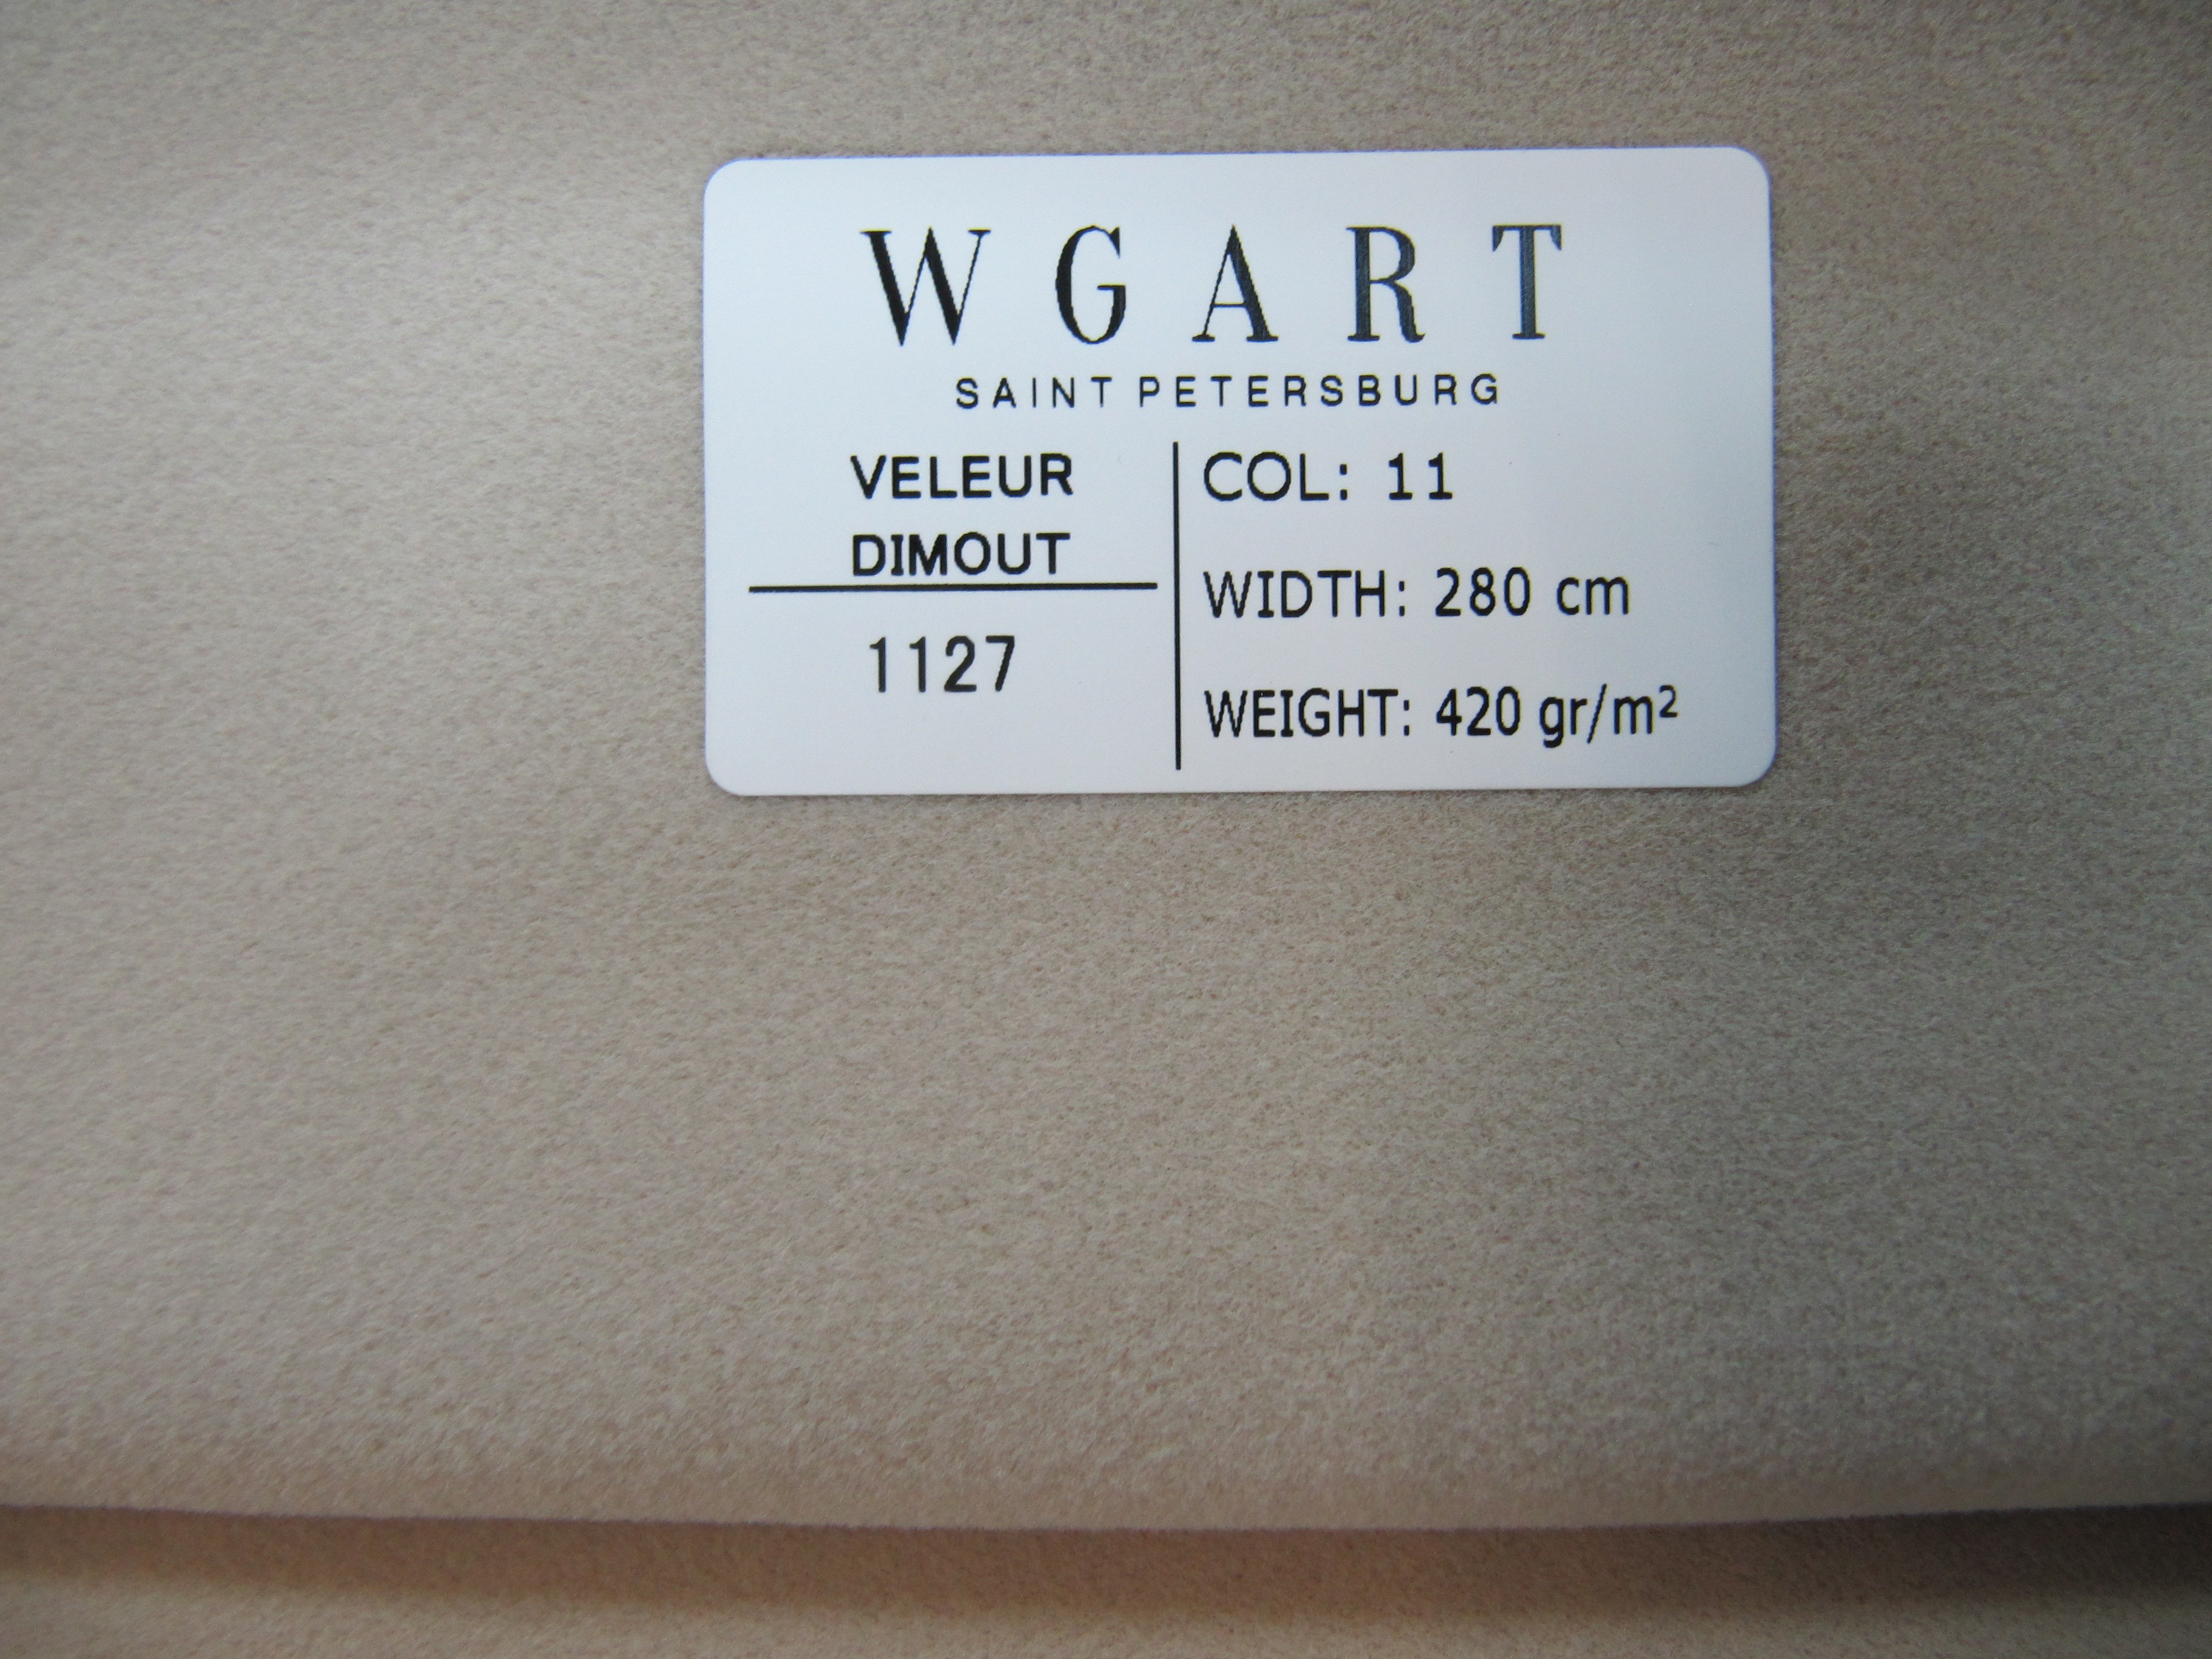 WGART
SAINT PETERSBURG
VELEUR
DIMOUT
1127
COL: 11
WIDTH: 280 cm
WEIGHT: 420 gr/m²